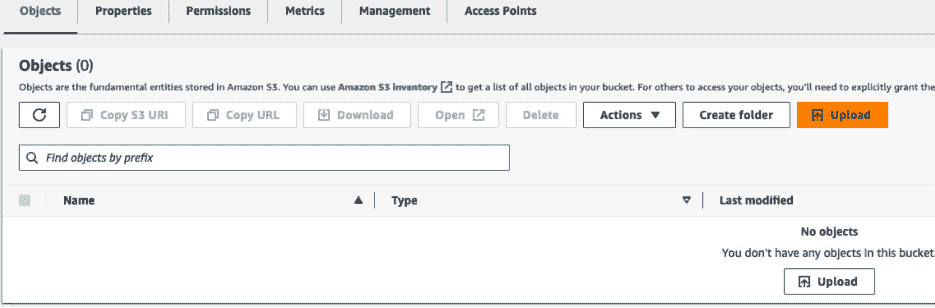 Objects Properties Permissions Metrics Management Access Points
Objects (0)
Objects are the fundamental entities stored in Amazon S3. You can use Amazon S3 inventory to get a list of all objects in your bucket. For others to access your objects, you'll need to explicitly grant the
Copy S3 URI Copy URL Download Open Delete Actions Create folder Upload
Find objects by prefix
Name Type Last modified
No objects
You don't have any objects in this bucket
Upload